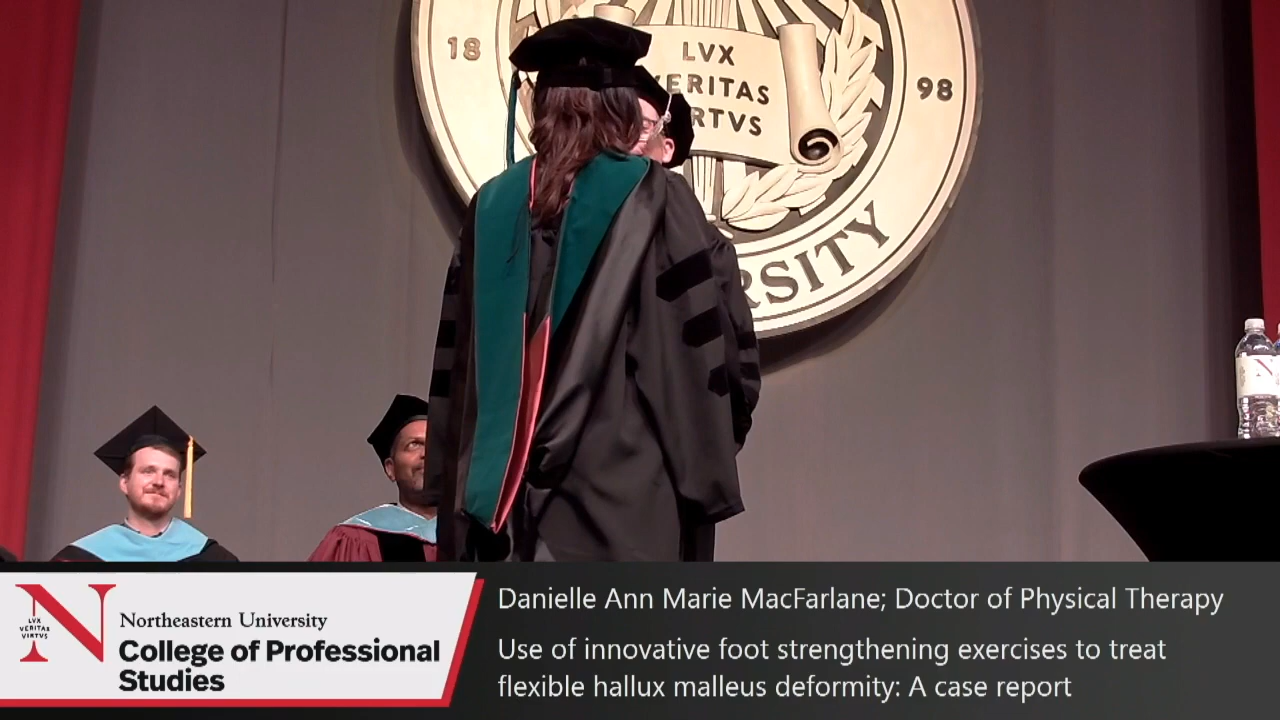 18
98
LVX
VERITAS
VIRTVS
RSITY
N
LVX
VERITAS
VIRTVS
Northeastern University
College of Professional
Studies
Danielle Ann Marie MacFarlane; Doctor of Physical Therapy
Use of innovative foot strengthening exercises to treat
flexible hallux malleus deformity: A case report